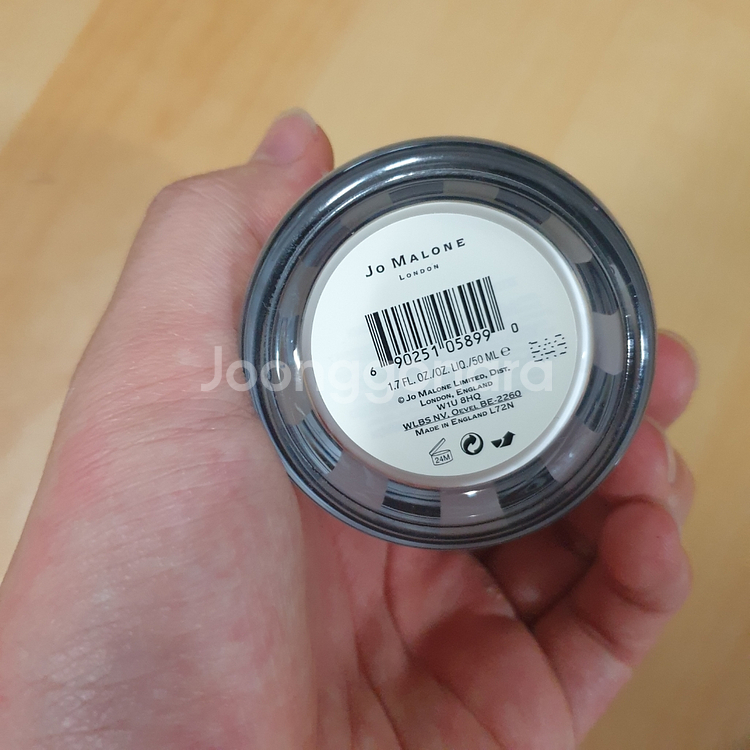 Jo MALONE
LONDON
6 90251 05899 0
1.7 FL. OZ./OZ. LIQ./50 ML ℮
© JO MALONE LIMITED, DIST.
LONDON, ENGLAND
W1U 8HQ
WLBS NV, OEVEL BE-2260
MADE IN ENGLAND L72N
24M